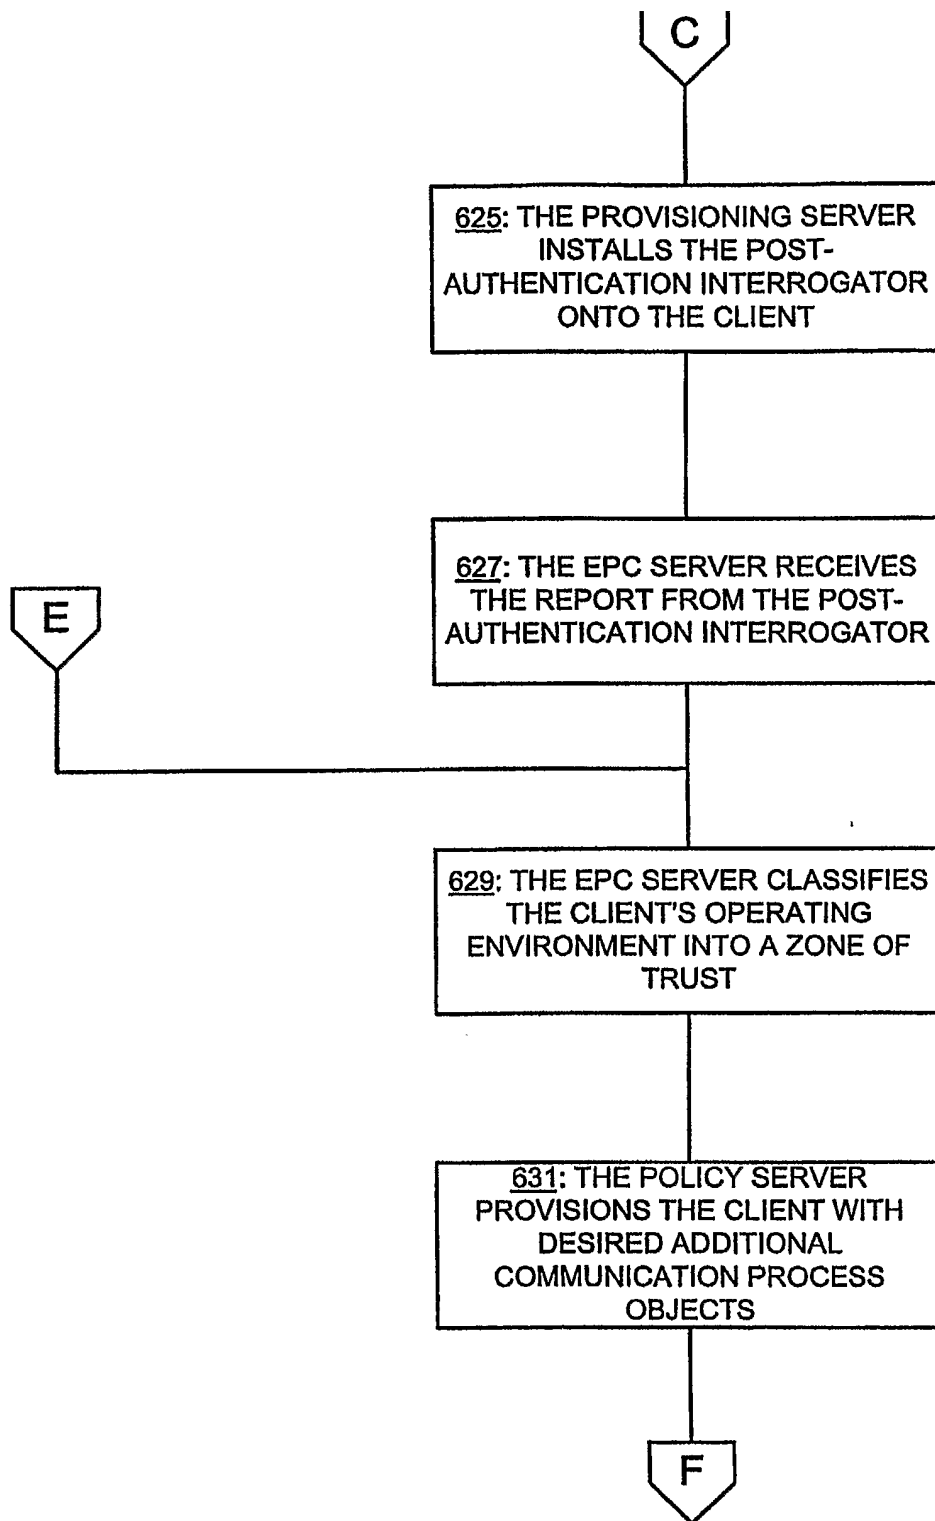 C
625: THE PROVISIONING SERVER
INSTALLS THE POST-
AUTHENTICATION INTERROGATOR
ONTO THE CLIENT
627: THE EPC SERVER RECEIVES
THE REPORT FROM THE POST-
AUTHENTICATION INTERROGATOR
E
629: THE EPC SERVER CLASSIFIES
THE CLIENT'S OPERATING
ENVIRONMENT INTO A ZONE OF
TRUST
631: THE POLICY SERVER
PROVISIONS THE CLIENT WITH
DESIRED ADDITIONAL
COMMUNICATION PROCESS
OBJECTS
F